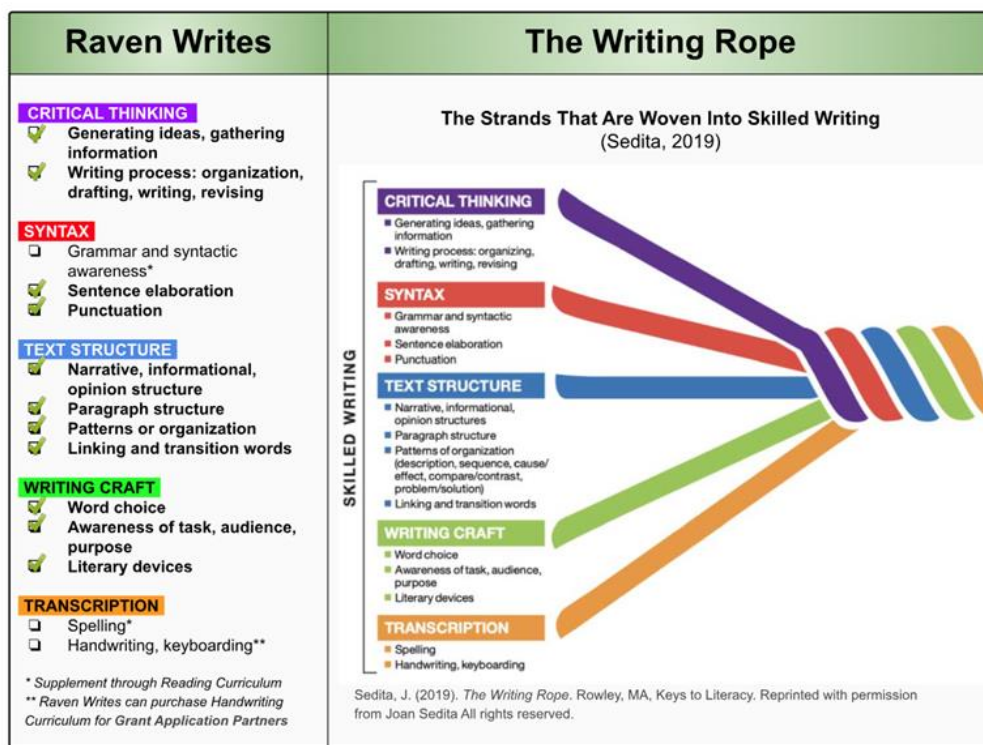 Raven Writes
CRITICAL THINKING
Generating ideas, gathering
information
Writing process: organization,
drafting, writing, revising
SYNTAX
Grammar and syntactic
awareness*
Sentence elaboration
Punctuation
TEXT STRUCTURE
Narrative, informational,
opinion structure
Paragraph structure
Patterns or organization
Linking and transition words
WRITING CRAFT
Word choice
Awareness of task, audience,
purpose
Literary devices
TRANSCRIPTION
Spelling*
Handwriting, keyboarding**
* Supplement through Reading Curriculum
** Raven Writes can purchase Handwriting
Curriculum for Grant Application Partners
The Writing Rope
The Strands That Are Woven Into Skilled Writing
(Sedita, 2019)
SKILLED WRITING
CRITICAL THINKING
Generating ideas, gathering
information
Writing process: organizing,
drafting, writing, revising
SYNTAX
Grammar and syntactic
awareness
Sentence elaboration
Punctuation
TEXT STRUCTURE
Narrative, informational,
opinion structures
Paragraph structure
Patterns of organization
(description, sequence, cause/
effect, compare/contrast,
problem/solution)
Linking and transition words
WRITING CRAFT
Word choice
Awareness of task, audience,
purpose
Literary devices
TRANSCRIPTION
Spelling
Handwriting, keyboarding
Sedita, J. (2019). The Writing Rope. Rowley, MA, Keys to Literacy. Reprinted with permission
from Joan Sedita All rights reserved.